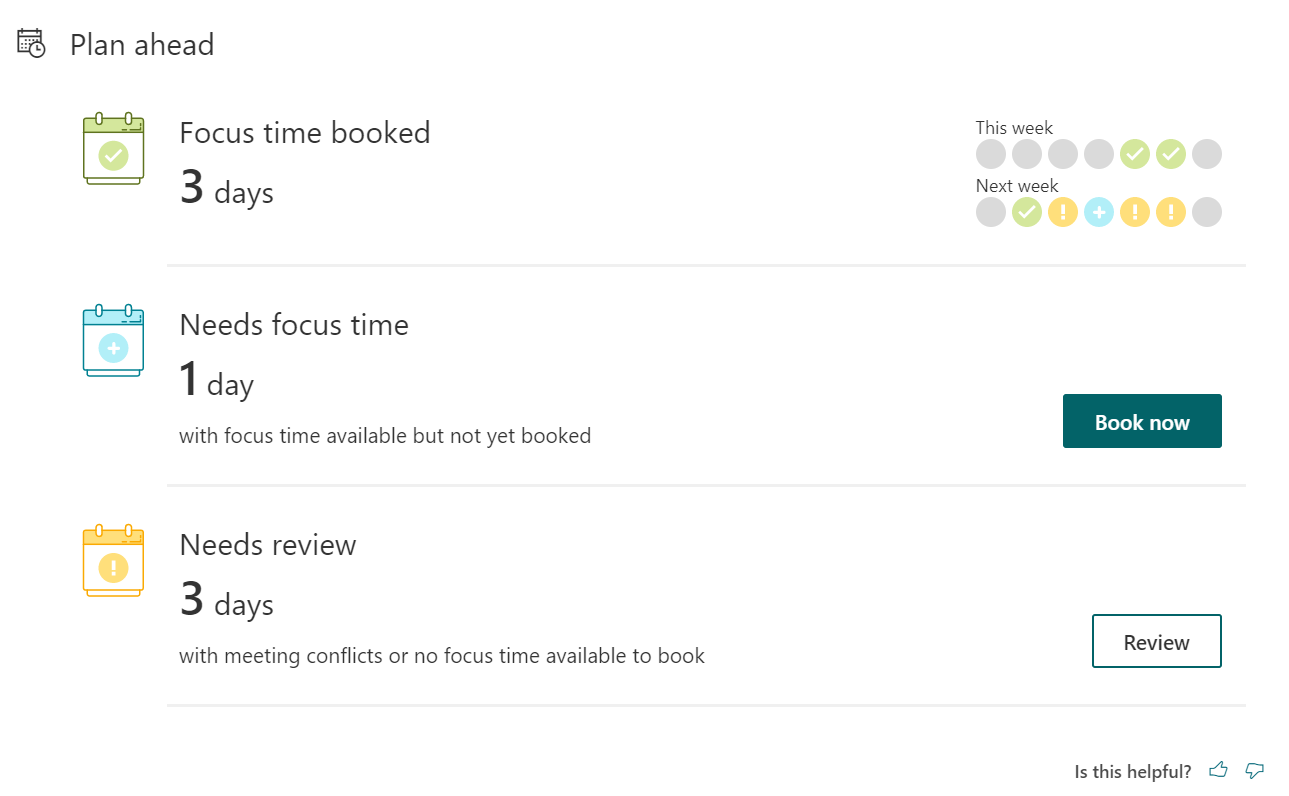 Plan ahead
Focus time booked
3 days
This week
Next week
Needs focus time
1 day
with focus time available but not yet booked
Book now
Needs review
3 days
with meeting conflicts or no focus time available to book
Review
Is this helpful?